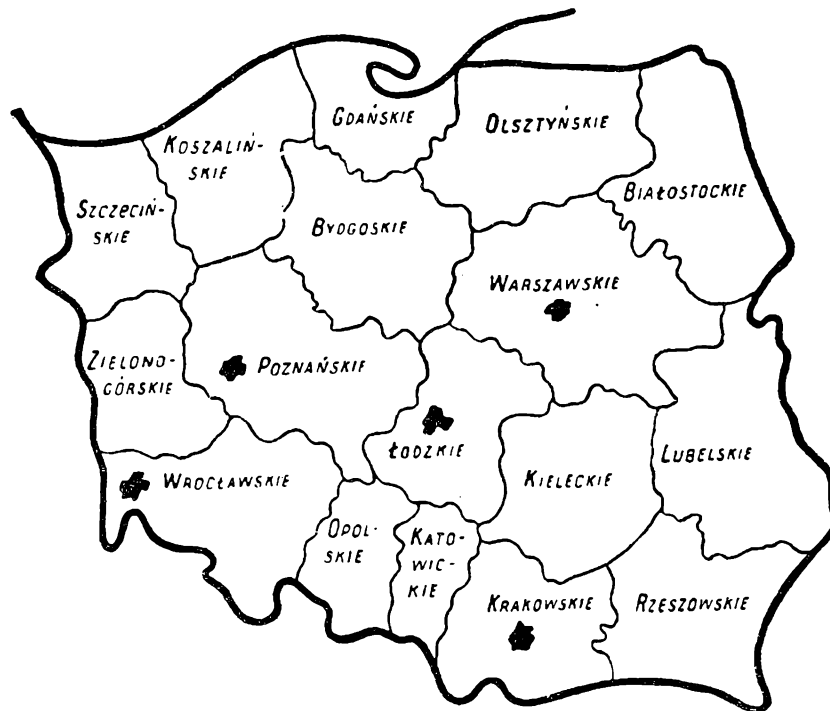 GDAŃSKIE
OLSZTYŃSKIE
KOSZALIŃ-
SKIE
BIAŁOSTOCKIE
SZCZECIŃ-
SKIE
BYDGOSKIE
WARSZAWSKIE
ZIELONO-
GÓRSKIE
POZNAŃSKIE
ŁODZKIE
LUBELSKIE
KIELECKIE
WROCŁAWSKIE
OPOL-
SKIE
KATO-
WIC-
KIE
KRAKOWSKIE
RZESZOWSKIE